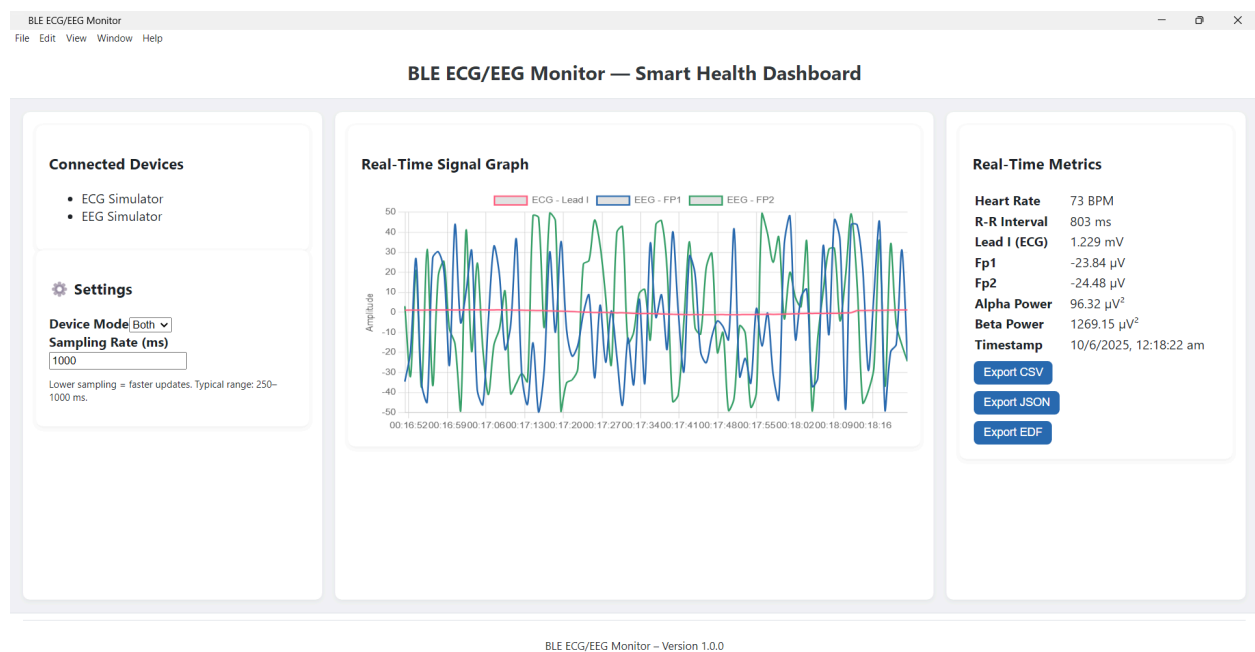 BLE ECG/EEG Monitor
File Edit View Window Help
BLE ECG/EEG Monitor — Smart Health Dashboard
Connected Devices
• ECG Simulator
• EEG Simulator
Settings
Device Mode Both
Sampling Rate (ms)
1000
Lower sampling = faster updates. Typical range: 250–
1000 ms.
Real-Time Signal Graph
ECG - Lead I EEG - FP1 EEG - FP2
Amplitude
50
40
30
20
10
0
-10
-20
-30
-40
-50
00:16:52 00:16:59 00:17:06 00:17:13 00:17:20 00:17:27 00:17:34 00:17:41 00:17:48 00:17:55 00:18:02 00:18:09 00:18:16
Real-Time Metrics
Heart Rate 73 BPM
R-R Interval 803 ms
Lead I (ECG) 1.229 mV
Fp1 -23.84 µV
Fp2 -24.48 µV
Alpha Power 96.32 µV²
Beta Power 1269.15 µV²
Timestamp 10/6/2025, 12:18:22 am
Export CSV
Export JSON
Export EDF
BLE ECG/EEG Monitor – Version 1.0.0